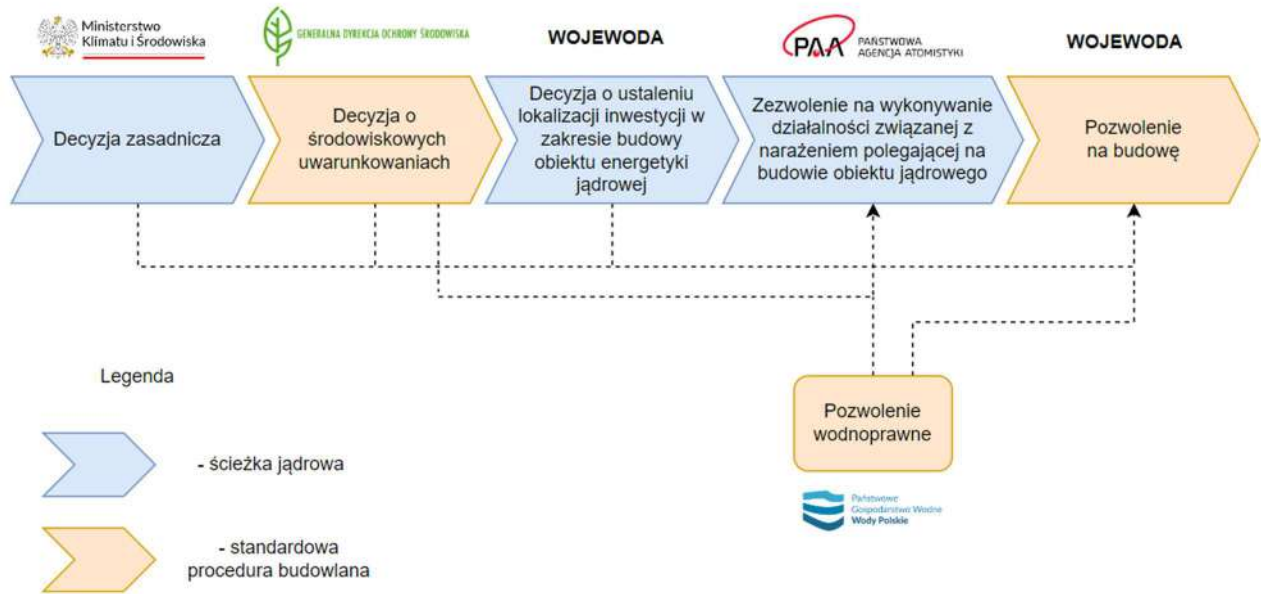 Ministerstwo
Klimatu i Środowiska
GENERALNA DYREKCJA OCHRONY ŚRODOWISKA
WOJEWODA
PAA
PAŃSTWOWA
AGENCJA ATOMISTYKI
WOJEWODA
Decyzja zasadnicza
Decyzja o
środowiskowych
uwarunkowaniach
Decyzja o ustaleniu
lokalizacji inwestycji w
zakresie budowy
obiektu energetyki
jądrowej
Zezwolenie na wykonywanie
działalności związanej z
narażeniem polegającej na
budowie obiektu jądrowego
Pozwolenie
na budowę
Legenda
- ścieżka jądrowa
- standardowa
procedura budowlana
Pozwolenie
wodnoprawne
Państwowe
Gospodarstwo Wodne
Wody Polskie